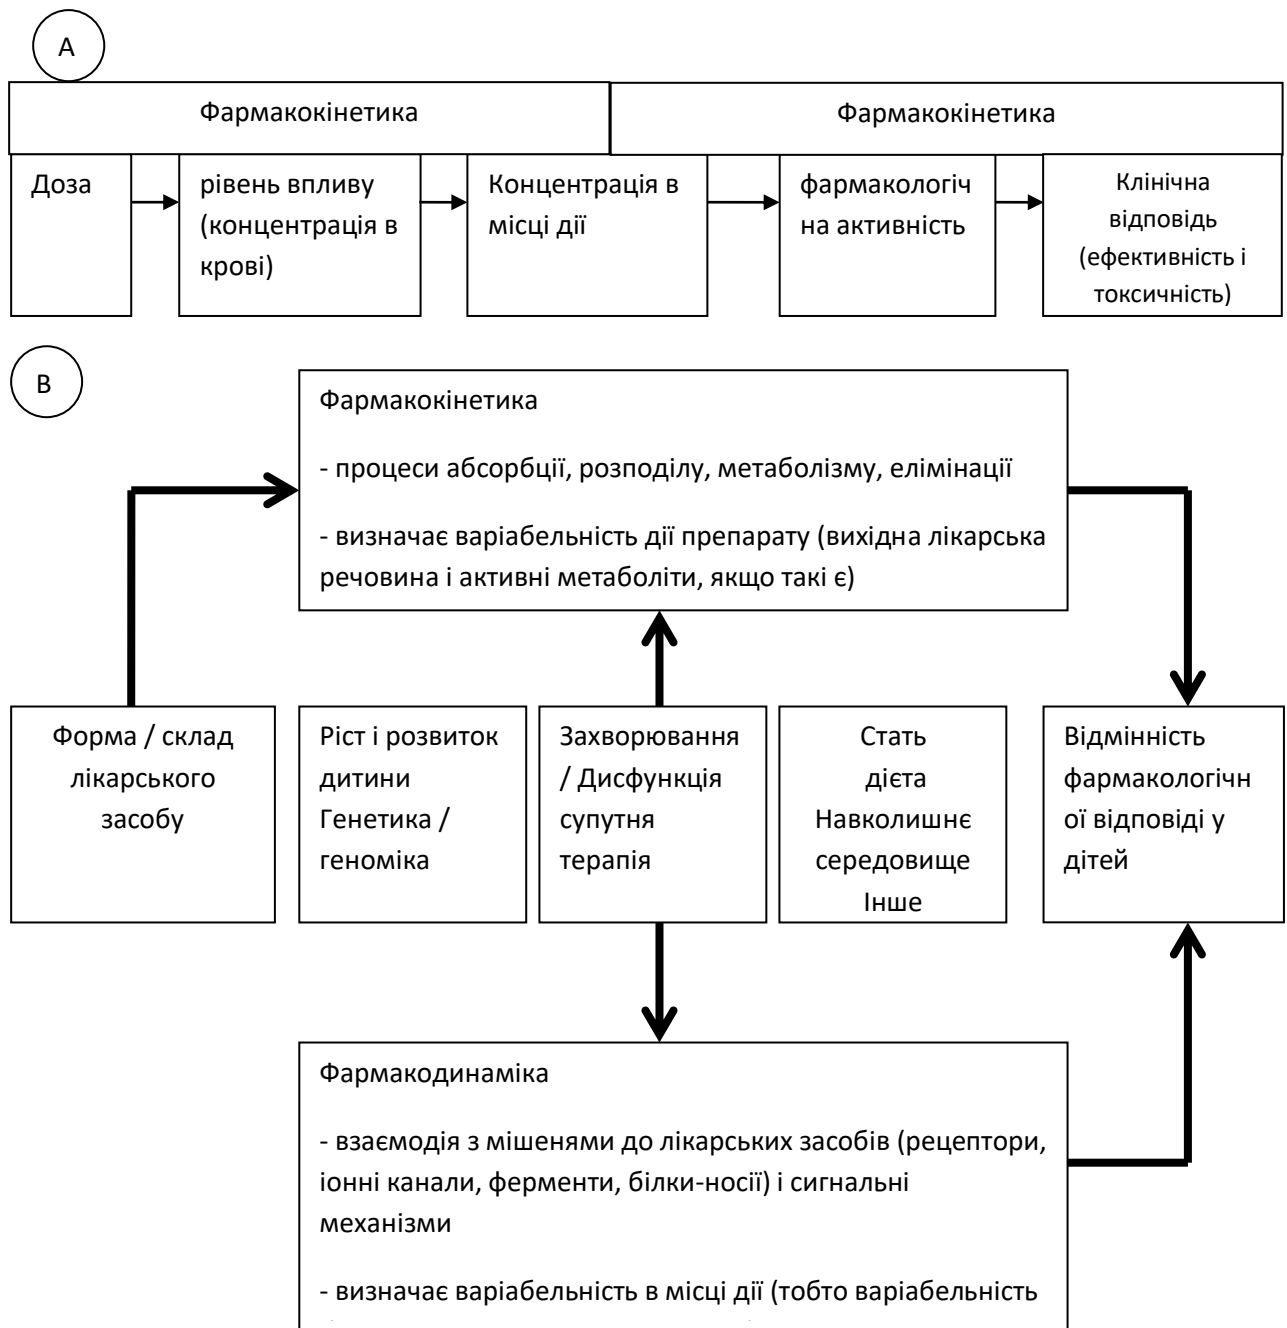 А
Фармакокінетика
Фармакокінетика
Доза
рівень впливу
(концентрація в
крові)
Концентрація в
місці дії
фармакологіч
на активність
Клінічна
відповідь
(ефективність і
токсичність)
В
Фармакокінетика
- процеси абсорбції, розподілу, метаболізму, елімінації
- визначає варіабельність дії препарату (вихідна лікарська
речовина і активні метаболіти, якщо такі є)
Форма / склад
лікарського
засобу
Ріст і розвиток
дитини
Генетика /
геноміка
Захворювання
/ Дисфункція
супутня
терапія
Стать
дієта
Навколишнє
середовище
Інше
Відмінність
фармакологічн
ої відповіді у
дітей
Фармакодинаміка
- взаємодія з мішенями до лікарських засобів (рецептори,
іонні канали, ферменти, білки-носії) і сигнальні
механізми
- визначає варіабельність в місці дії (тобто варіабельність